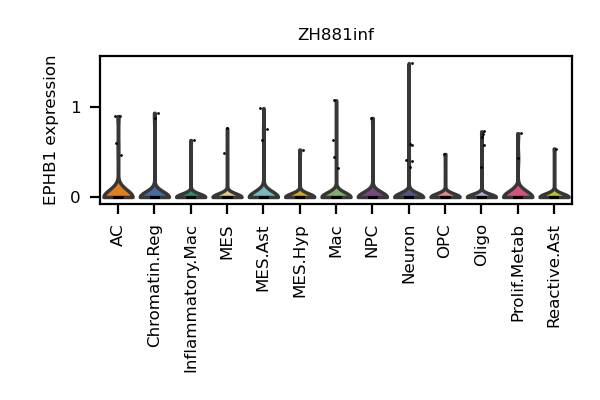 ZH881inf
EPHB1 expression
1
0
AC
Chromatin.Reg
Inflammatory.Mac
MES
MES.Ast
MES.Hyp
Mac
NPC
Neuron
OPC
Oligo
Prolif.Metab
Reactive.Ast